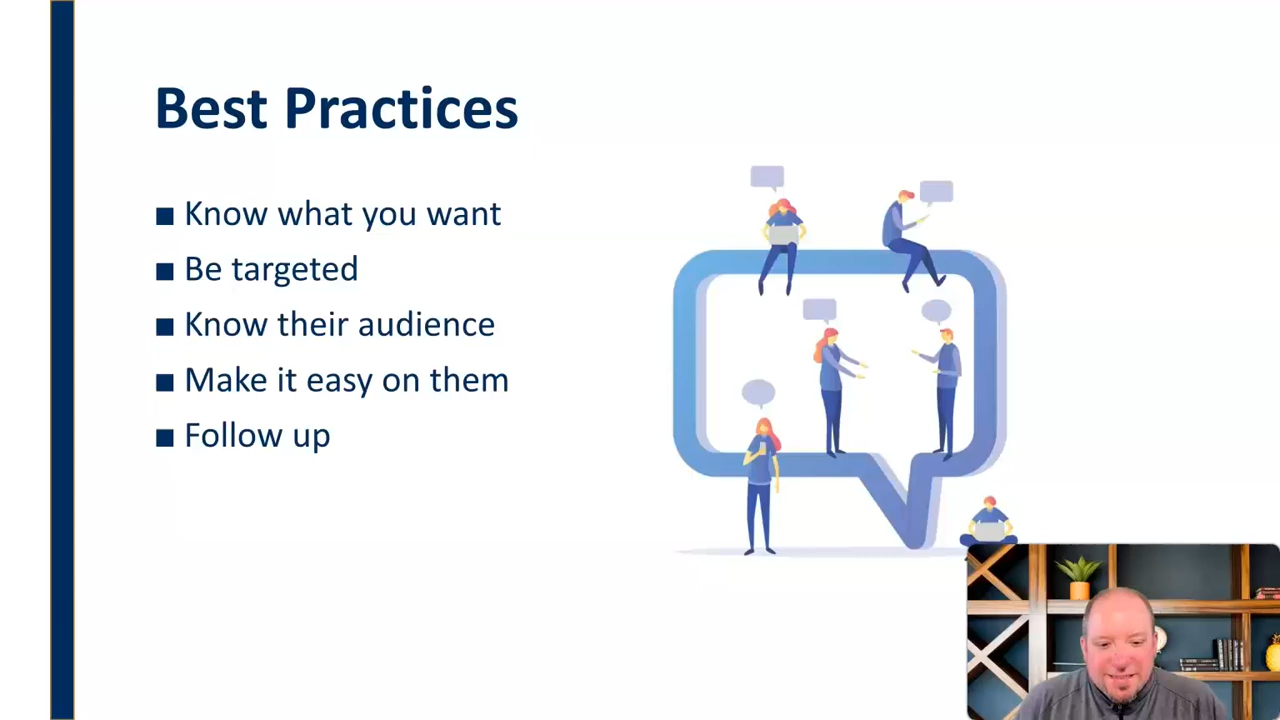 Best Practices
■ Know what you want
■ Be targeted
■ Know their audience
■ Make it easy on them
■ Follow up